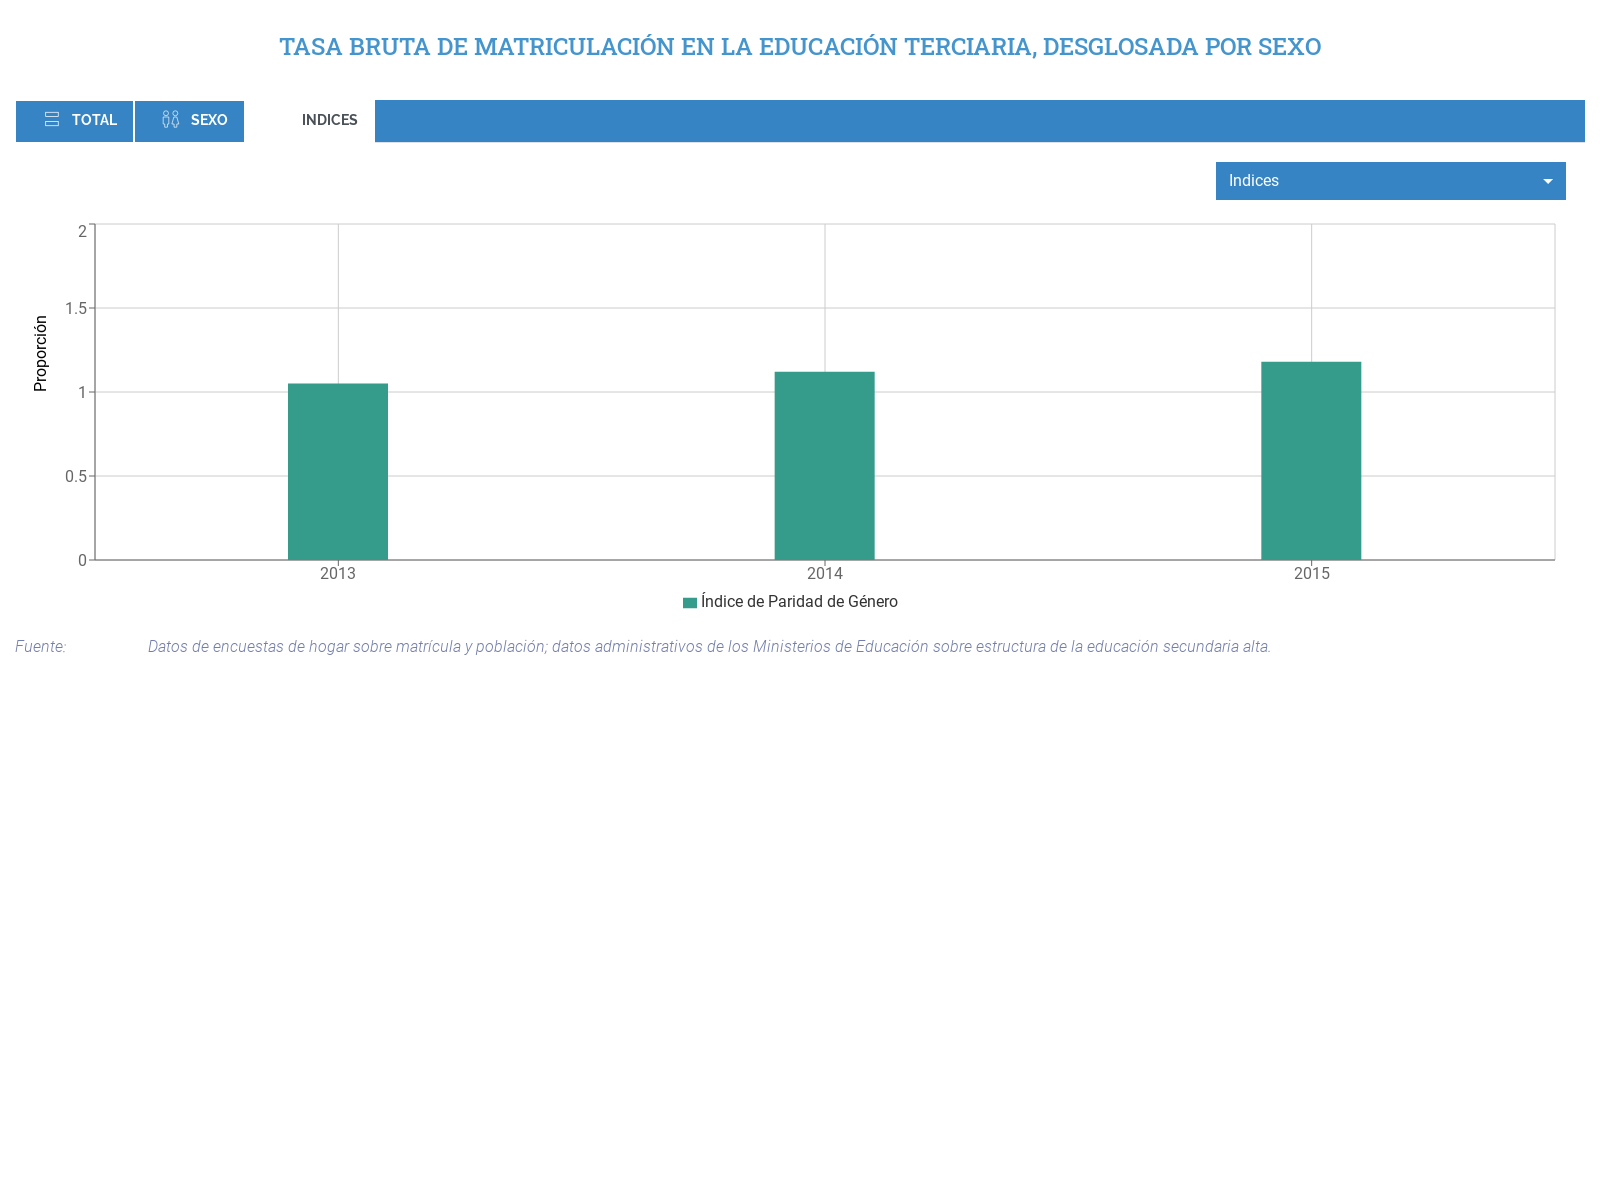 TASA BRUTA DE MATRICULACIÓN EN LA EDUCACIÓN TERCIARIA, DESGLOSADA POR SEXO
TOTAL SEXO INDICES
Indices
2
1.5
1
0.5
0
Proporción
2013 2014 2015
Índice de Paridad de Género
Fuente: Datos de encuestas de hogar sobre matrícula y población; datos administrativos de los Ministerios de Educación sobre estructura de la educación secundaria alta.